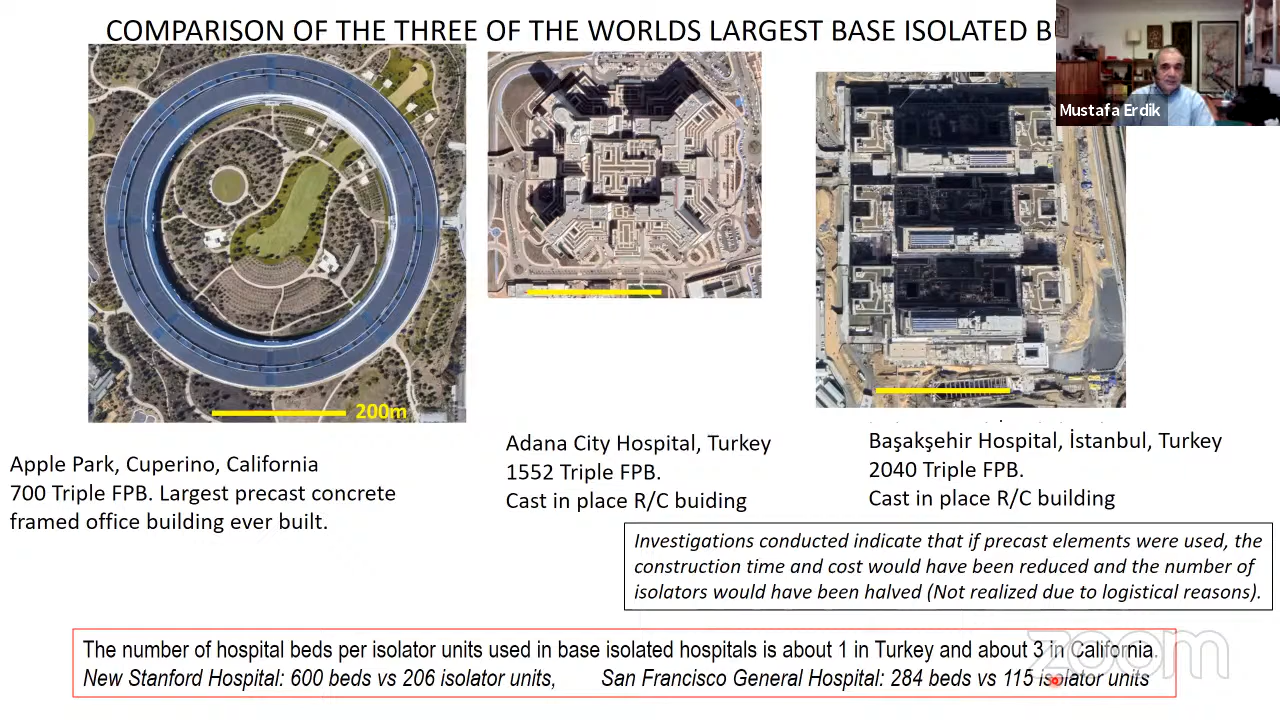 COMPARISON OF THE THREE OF THE WORLDS LARGEST BASE ISOLATED B
Mustafa Erdik
200m
Apple Park, Cuperino, California
700 Triple FPB. Largest precast concrete
framed office building ever built.
Adana City Hospital, Turkey
1552 Triple FPB.
Cast in place R/C buiding
Başakşehir Hospital, İstanbul, Turkey
2040 Triple FPB.
Cast in place R/C building
Investigations conducted indicate that if precast elements were used, the
construction time and cost would have been reduced and the number of
isolators would have been halved (Not realized due to logistical reasons).
The number of hospital beds per isolator units used in base isolated hospitals is about 1 in Turkey and about 3 in California.
New Stanford Hospital: 600 beds vs 206 isolator units, San Francisco General Hospital: 284 beds vs 115 isolator units
zoom